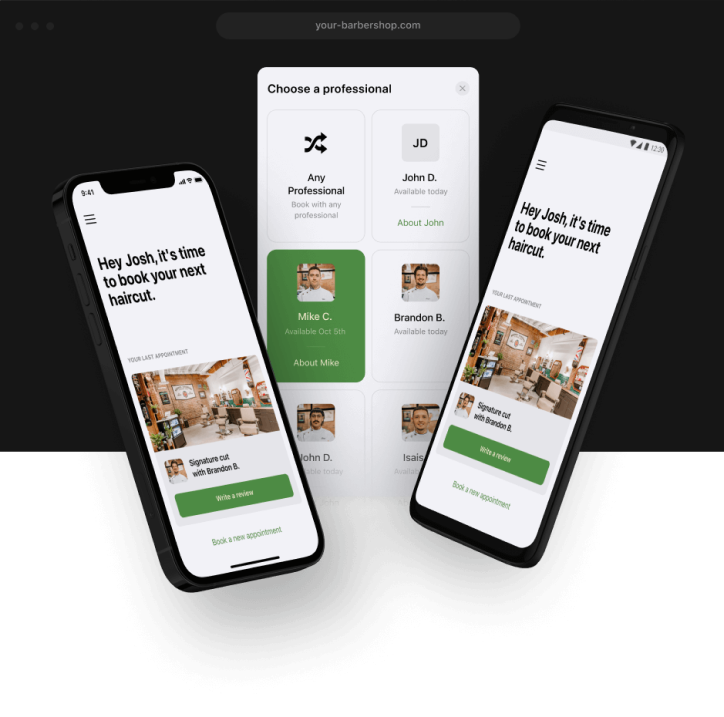 your-barbershop.com
Choose a professional
Any
Professional
Book with any
professional
JD
John D.
Available today
About John
Mike C.
Available Oct 5th
About Mike
Brandon B.
Available today
John D.
Available today
Isais
9:41
Hey Josh, it's time
to book your next
haircut.
YOUR LAST APPOINTMENT
Signature cut
with Brandon B.
Write a review
Book a new appointment
12:30
Hey Josh, it's time
to book your next
haircut.
YOUR LAST APPOINTMENT
Signature cut
with Brandon B.
Write a review
Book a new appointment